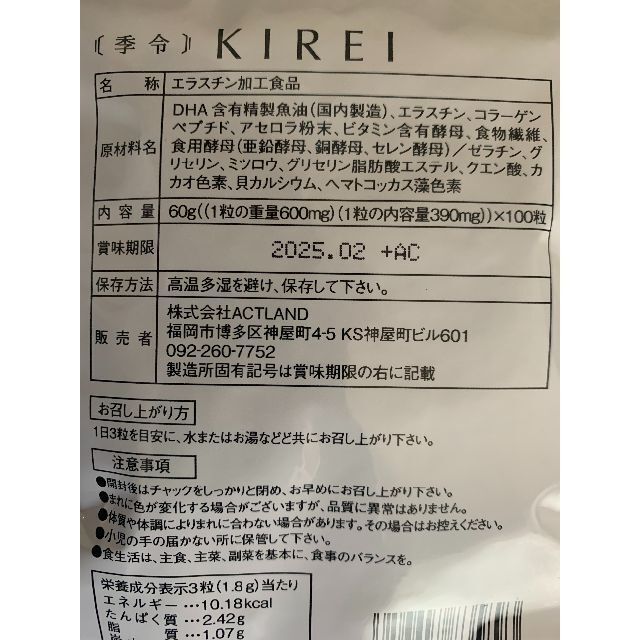 〘季令〙 KIREI
名 称 エラスチン加工食品
原材料名 DHA含有精製魚油(国内製造)、エラスチン、コラーゲン
ペプチド、アセロラ粉末、ビタミン含有酵母、食物繊維、
食用酵母(亜鉛酵母、銅酵母、セレン酵母)/ゼラチン、グ
リセリン、ミツロウ、グリセリン脂肪酸エステル、クエン酸、カ
カオ色素、貝カルシウム、ヘマトコッカス藻色素
内容量 60g((1粒の重量600mg)(1粒の内容量390mg))×100粒
賞味期限 2025.02 +AC
保存方法 高温多湿を避け、保存して下さい。
販売者 株式会社ACTLAND
福岡市博多区神屋町4-5 KS神屋町ビル601
092-260-7752
製造所固有記号は賞味期限の右に記載
お召し上がり方
1日3粒を目安に、水またはお湯などど共にお召し上がり下さい。
注意事項
●開封後はチャックをしっかりと閉め、お早めにお召し上がり下さい。
●まれに色が変化する場合がございますが、品質に異常はありません。
●体質や体調によりまれに合わない場合があります。その場合はお控えください。
●小児の手の届かない所に保管して下さい。
●食生活は、主食、主菜、副菜を基本に、食事のバランスを。
栄養成分表示3粒(1.8g)当たり
エネルギー…10.18kcal
たんぱく質…2.42g
脂 質…1.07g